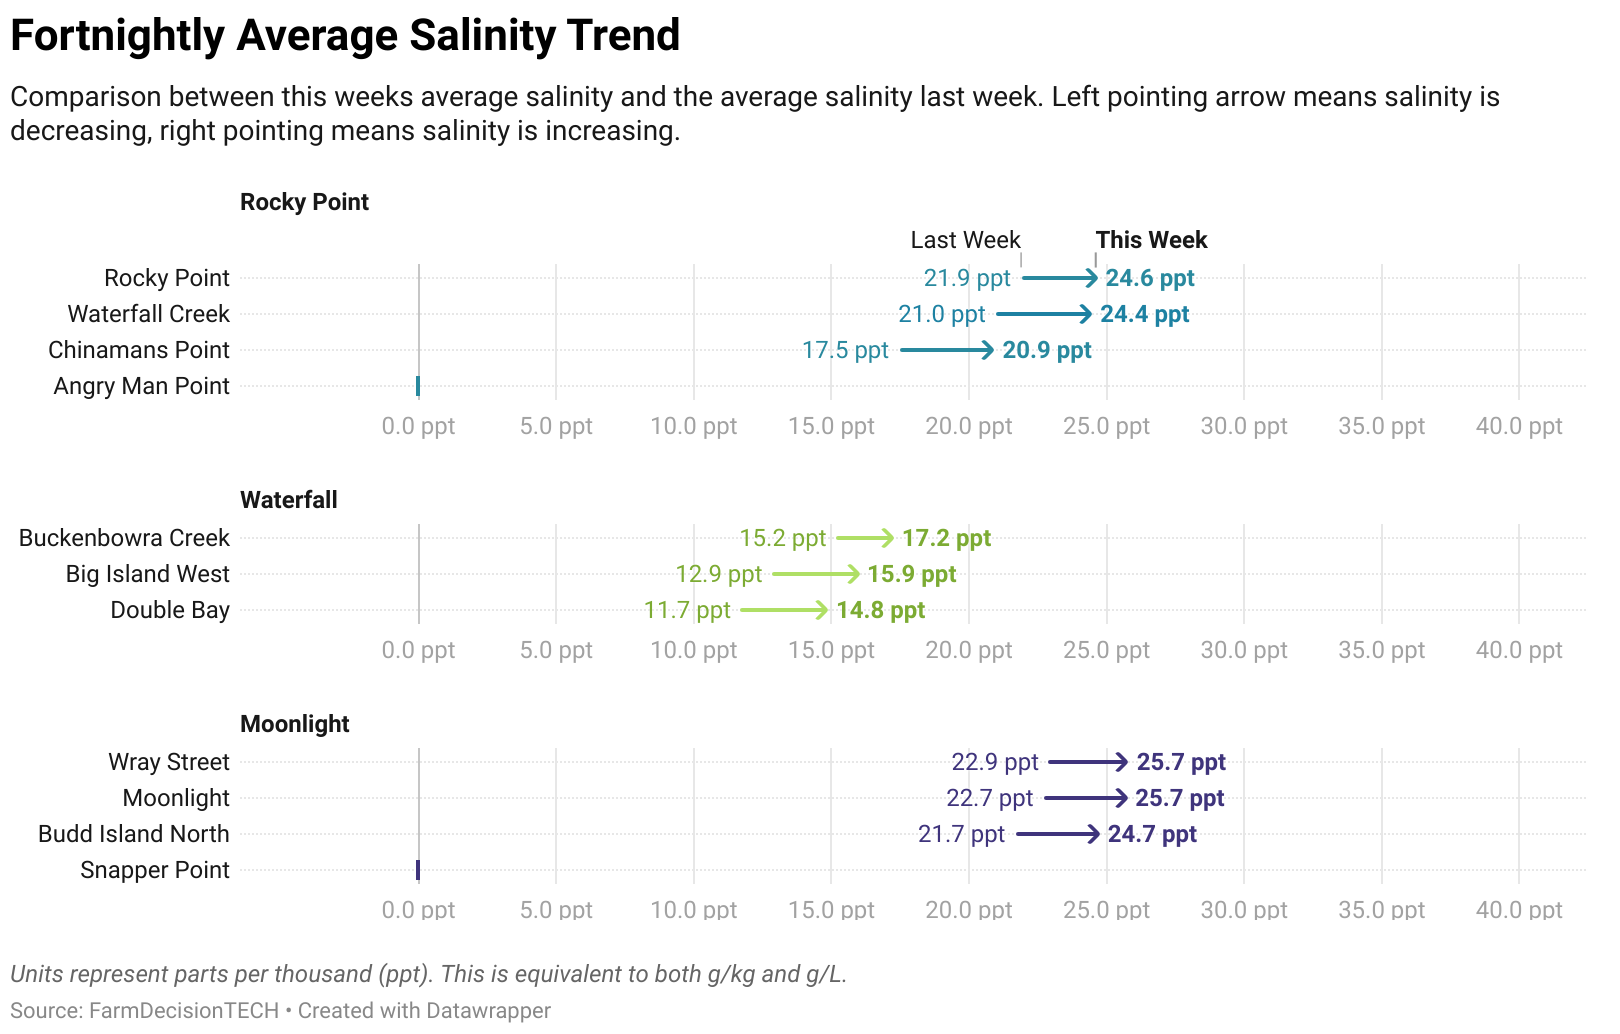 Fortnightly Average Salinity Trend
Comparison between this weeks average salinity and the average salinity last week. Left pointing arrow means salinity is
decreasing, right pointing means salinity is increasing.
Rocky Point
Last Week This Week
Rocky Point 21.9 ppt 24.6 ppt
Waterfall Creek 21.0 ppt 24.4 ppt
Chinamans Point 17.5 ppt 20.9 ppt
Angry Man Point
0.0 ppt 5.0 ppt 10.0 ppt 15.0 ppt 20.0 ppt 25.0 ppt 30.0 ppt 35.0 ppt 40.0 ppt
Waterfall
Buckenbowra Creek 15.2 ppt 17.2 ppt
Big Island West 12.9 ppt 15.9 ppt
Double Bay 11.7 ppt 14.8 ppt
0.0 ppt 5.0 ppt 10.0 ppt 15.0 ppt 20.0 ppt 25.0 ppt 30.0 ppt 35.0 ppt 40.0 ppt
Moonlight
Wray Street 22.9 ppt 25.7 ppt
Moonlight 22.7 ppt 25.7 ppt
Budd Island North 21.7 ppt 24.7 ppt
Snapper Point
0.0 ppt 5.0 ppt 10.0 ppt 15.0 ppt 20.0 ppt 25.0 ppt 30.0 ppt 35.0 ppt 40.0 ppt
Units represent parts per thousand (ppt). This is equivalent to both g/kg and g/L.
Source: FarmDecisionTECH • Created with Datawrapper